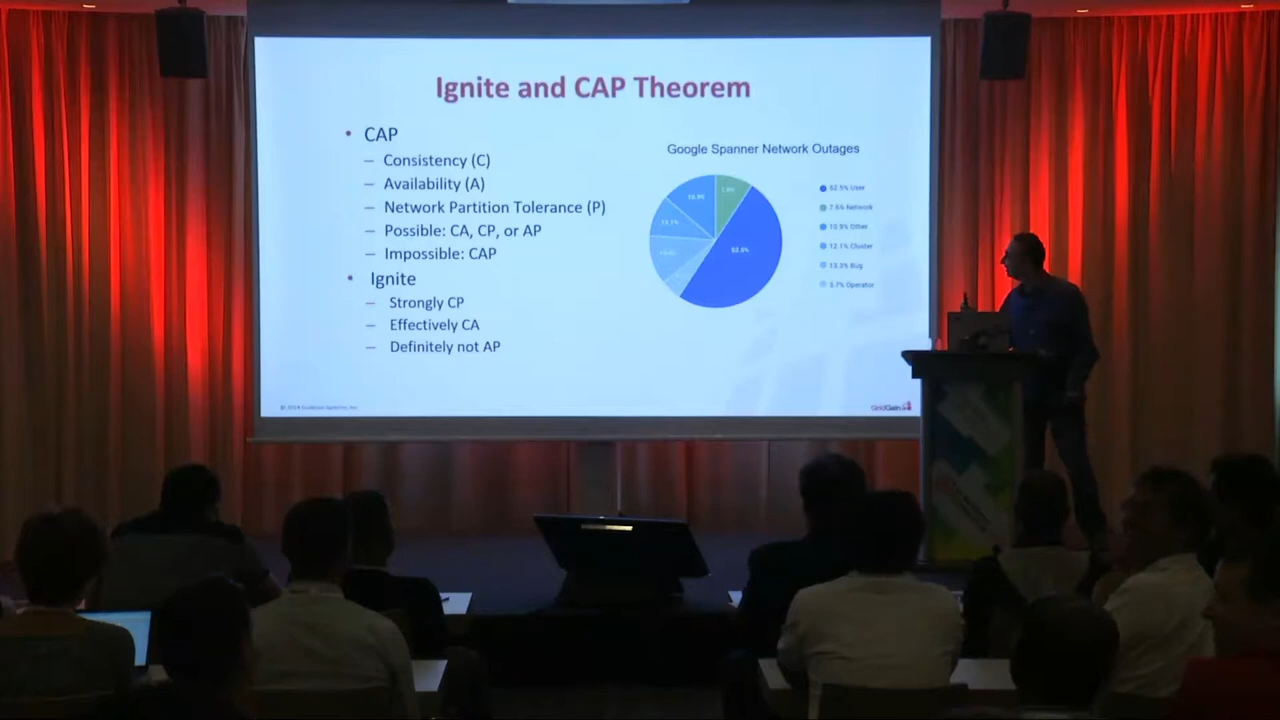 Ignite and CAP Theorem
• CAP
– Consistency (C)
– Availability (A)
– Network Partition Tolerance (P)
– Possible: CA, CP, or AP
– Impossible: CAP
• Ignite
– Strongly CP
– Effectively CA
– Definitely not AP
Google Spanner Network Outages
52.5% User
7.6% Network
10.9% Other
12.1% Cluster
13.3% Bug
3.7% Operator
GridGain